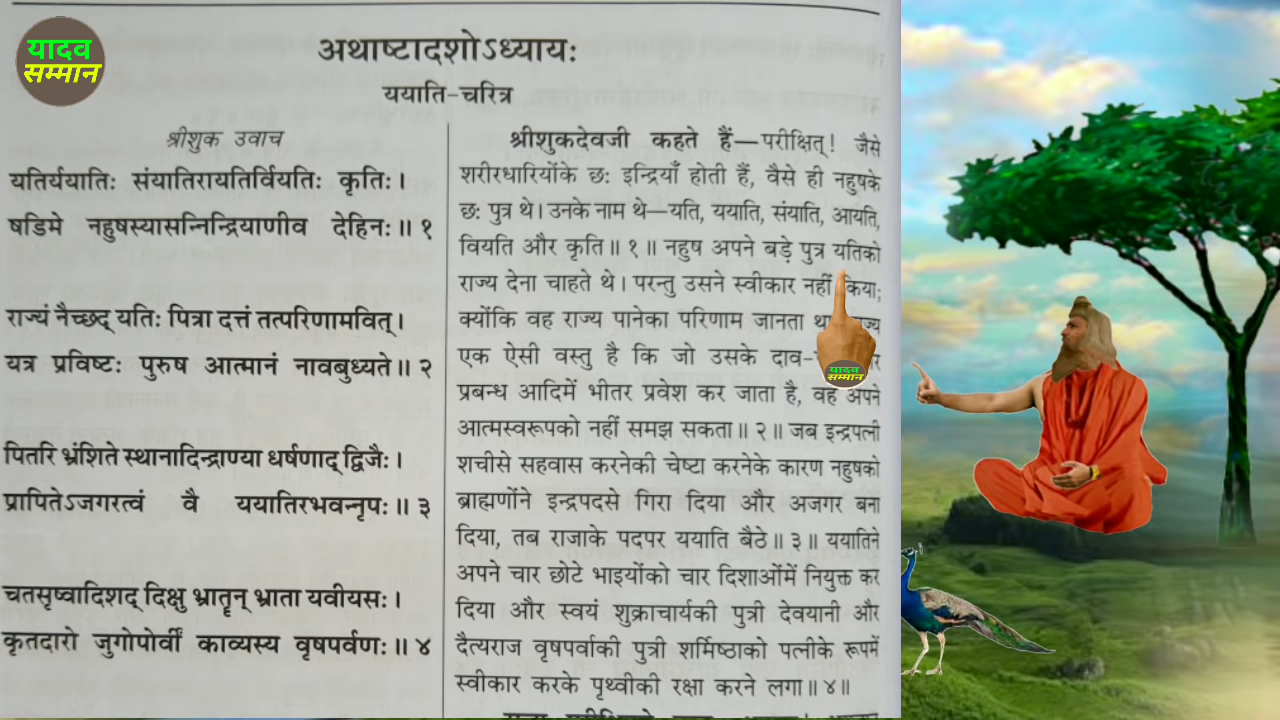 यादव
सम्मान
अथाष्टादशोऽध्यायः
ययाति-चरित्र
श्रीशुक उवाच
यतिर्ययातिः संयातिरायतिर्वियतिः कृतिः।
षडिमे नहुषस्यासन्निन्द्रियाणीव देहिनः॥ १
राज्यं नैच्छद् यतिः पित्रा दत्तं तत्परिणामवित्।
यत्र प्रविष्टः पुरुष आत्मानं नावबुध्यते॥ २
पितरि भ्रंशिते स्थानादिन्द्राण्या धर्षणाद् द्विजैः।
प्रापितेऽजगरत्वं वै ययातिरभवन्नृपः॥ ३
चतसृष्वादिशद् दिक्षु भ्रातॄन् भ्राता यवीयसः।
कृतदारो जुगोपोर्वीं काव्यस्य वृषपर्वणः॥ ४
श्रीशुकदेवजी कहते हैं—परीक्षित्! जैसे
शरीरधारियोंके छः इन्द्रियाँ होती हैं, वैसे ही नहुषके
छः पुत्र थे। उनके नाम थे—यति, ययाति, संयाति, आयति,
वियति और कृति॥ १॥ नहुष अपने बड़े पुत्र यतिको
राज्य देना चाहते थे। परन्तु उसने स्वीकार नहीं किया;
क्योंकि वह राज्य पानेका परिणाम जानता
एक ऐसी वस्तु है कि जो उसके दाव-
प्रबन्ध आदिमें भीतर प्रवेश कर जाता है, वह अपने
आत्मस्वरूपको नहीं समझ सकता॥ २॥ जब इन्द्रपत्नी
शचीसे सहवास करनेकी चेष्टा करनेके कारण नहुषको
ब्राह्मणोंने इन्द्रपदसे गिरा दिया और अजगर बना
दिया, तब राजाके पदपर ययाति बैठे॥ ३॥ ययातिने
अपने चार छोटे भाइयोंको चार दिशाओंमें नियुक्त कर
दिया और स्वयं शुक्राचार्यकी पुत्री देवयानी और
दैत्यराज वृषपर्वाकी पुत्री शर्मिष्ठाको पत्नीके रूपमें
स्वीकार करके पृथ्वीकी रक्षा करने लगा॥ ४॥
यादव
सम्मान